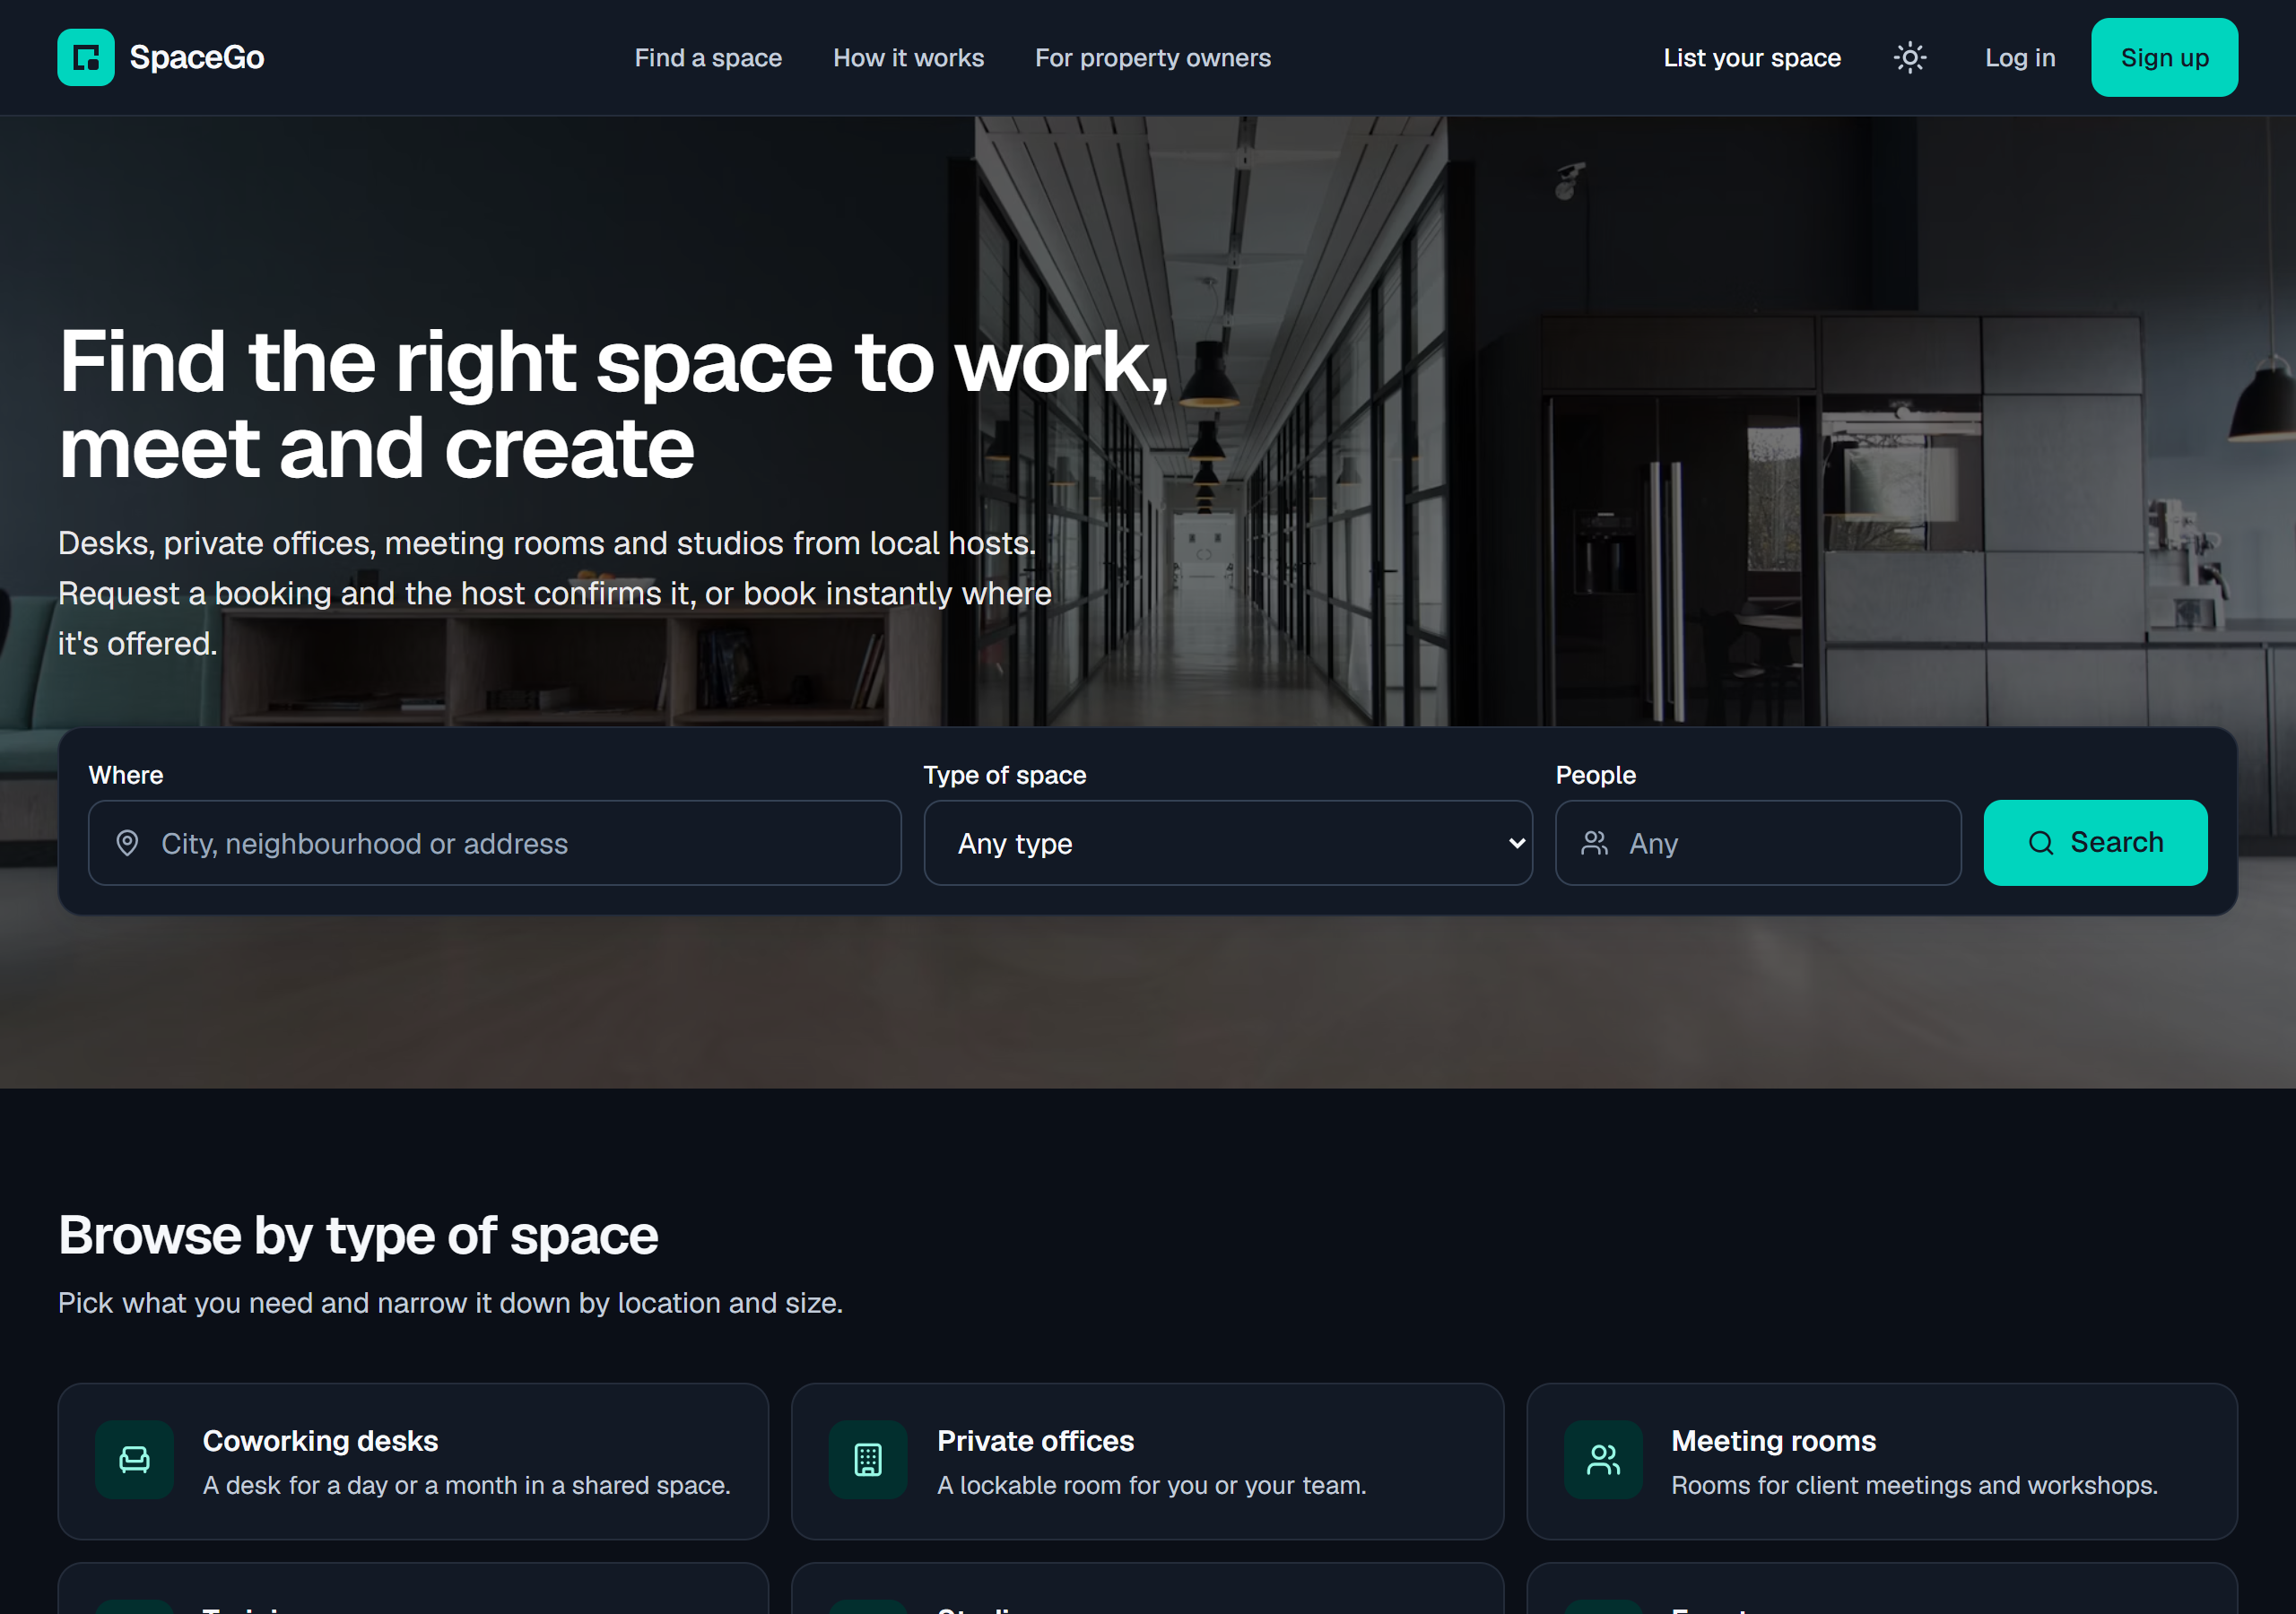 SpaceGo
Find a space
How it works
For property owners
List your space
Log in
Sign up
Find the right space to work,
meet and create
Desks, private offices, meeting rooms and studios from local hosts.
Request a booking and the host confirms it, or book instantly where
it's offered.
Where
City, neighbourhood or address
Type of space
Any type
People
Any
Search
Browse by type of space
Pick what you need and narrow it down by location and size.
Coworking desks
A desk for a day or a month in a shared space.
Private offices
A lockable room for you or your team.
Meeting rooms
Rooms for client meetings and workshops.